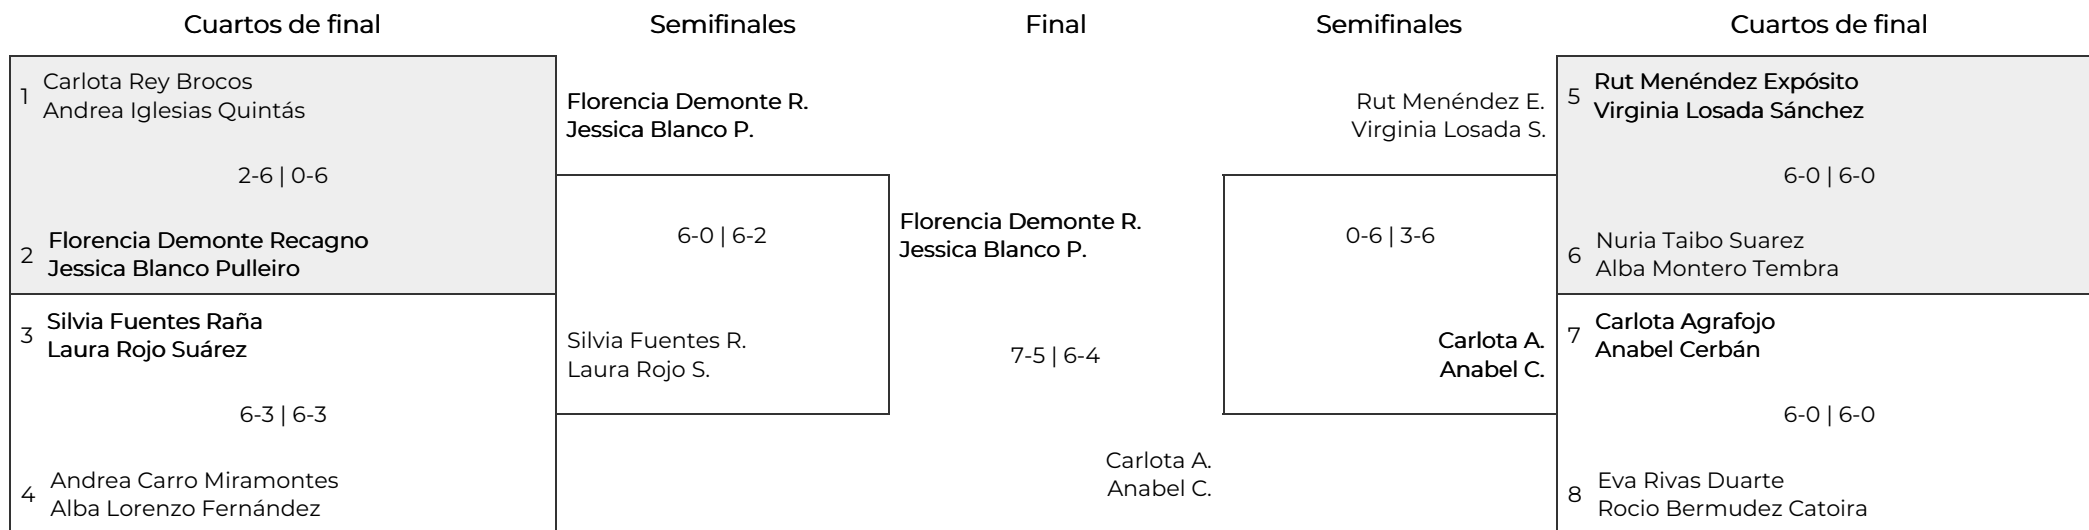 Cuartos de final
Semifinales
Final
Semifinales
Cuartos de final
1
Carlota Rey Brocos
Andrea Iglesias Quintás
2-6 | 0-6
2
Florencia Demonte Recagno
Jessica Blanco Pulleiro
3
Silvia Fuentes Raña
Laura Rojo Suárez
6-3 | 6-3
4
Andrea Carro Miramontes
Alba Lorenzo Fernández
Florencia Demonte R.
Jessica Blanco P.
6-0 | 6-2
Silvia Fuentes R.
Laura Rojo S.
Florencia Demonte R.
Jessica Blanco P.
7-5 | 6-4
Carlota A.
Anabel C.
Rut Menéndez E.
Virginia Losada S.
0-6 | 3-6
Carlota A.
Anabel C.
5
Rut Menéndez Expósito
Virginia Losada Sánchez
6-0 | 6-0
6
Nuria Taibo Suarez
Alba Montero Tembra
7
Carlota Agrafojo
Anabel Cerbán
6-0 | 6-0
8
Eva Rivas Duarte
Rocio Bermudez Catoira